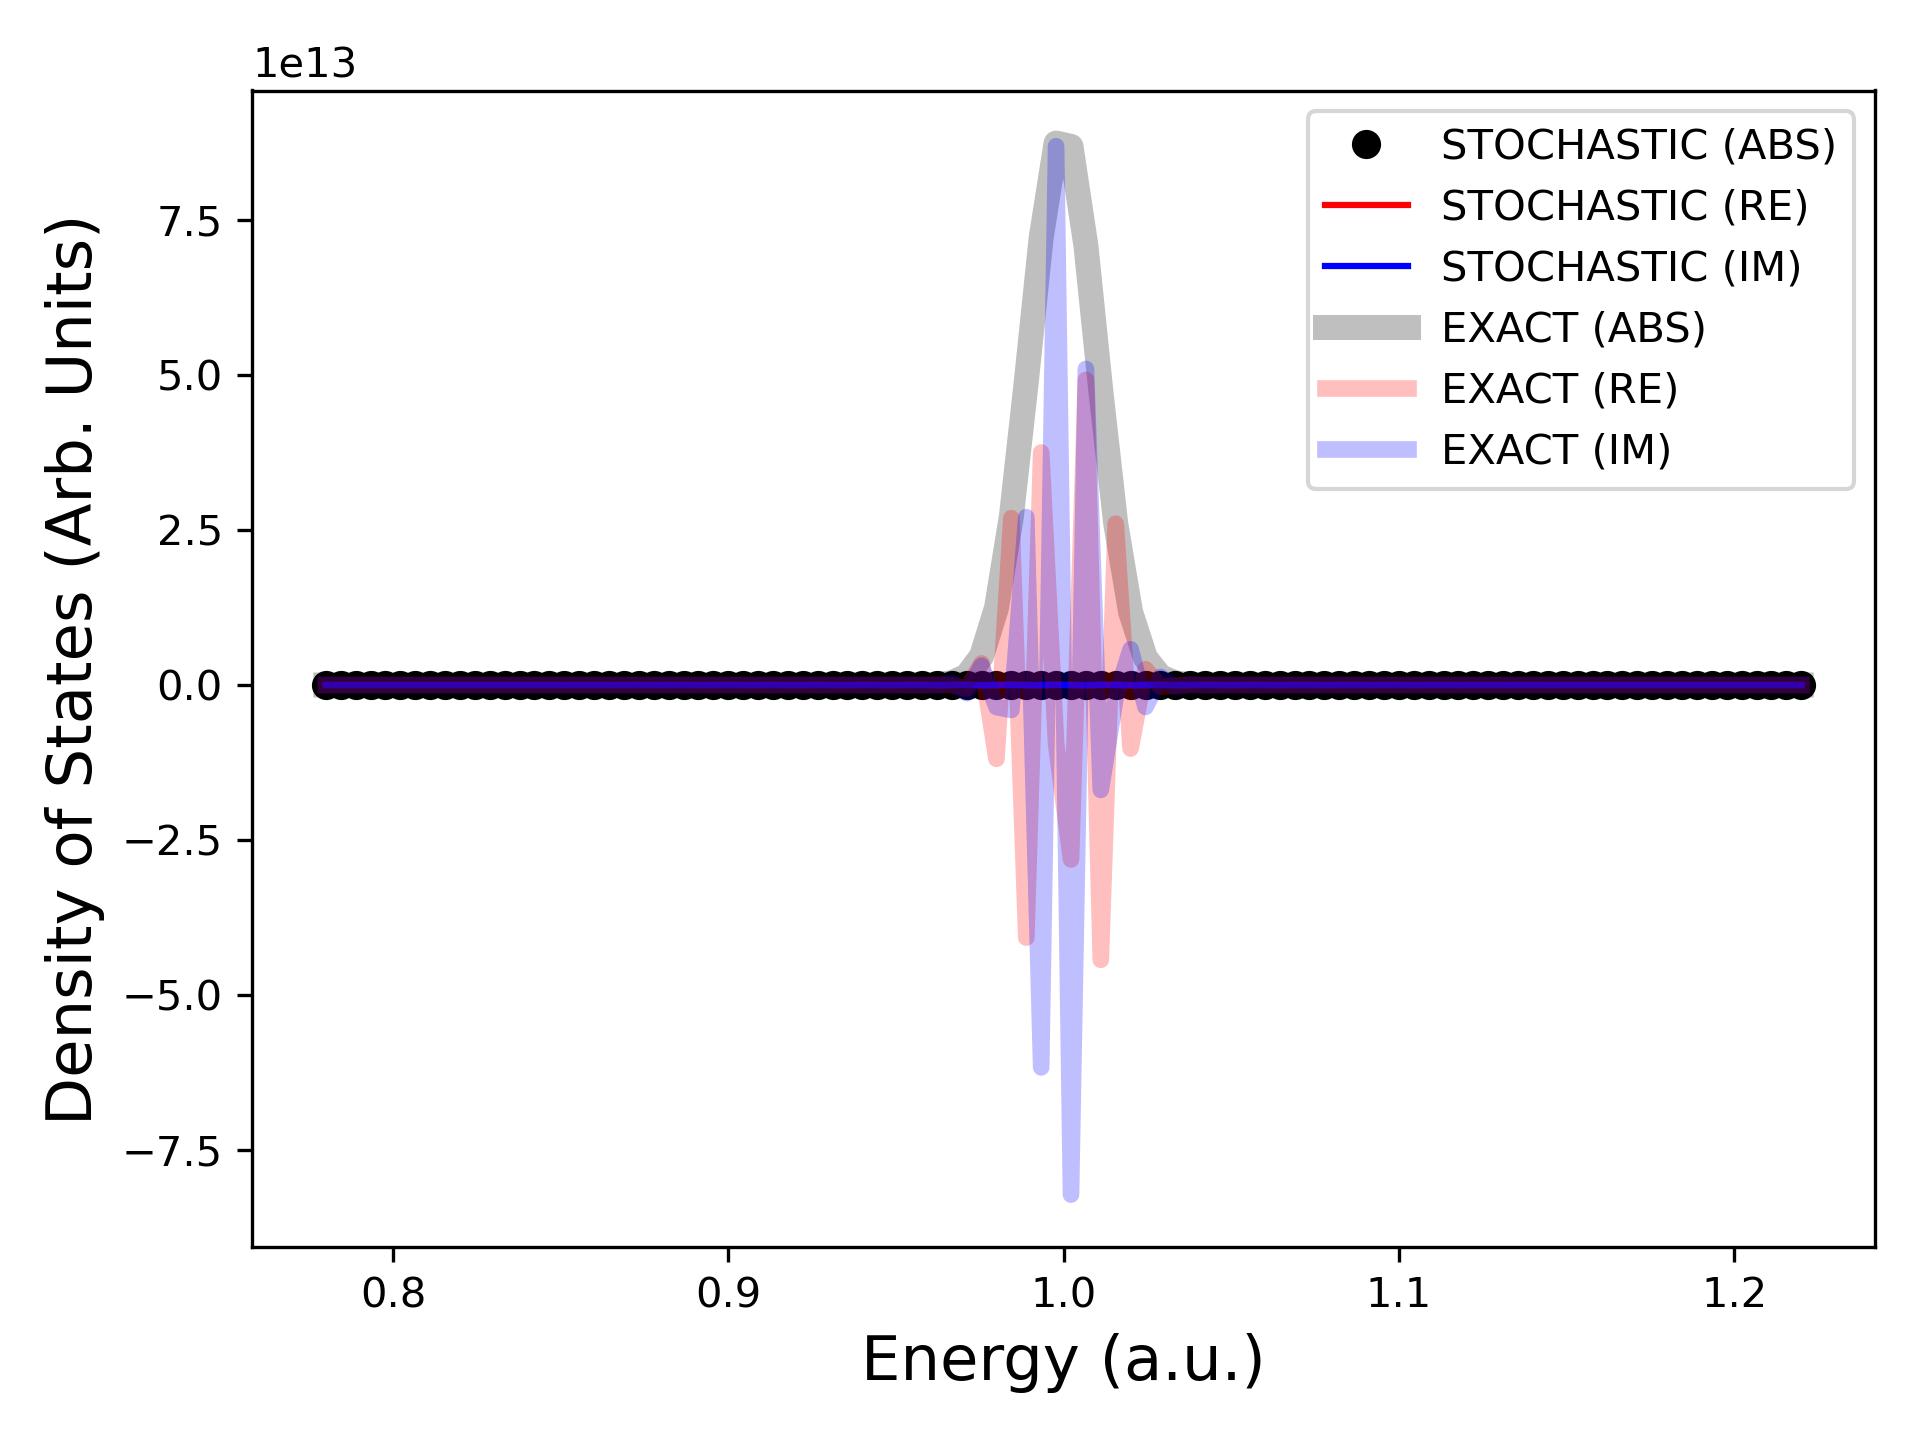 1e13
Density of States (Arb. Units)
7.5
5.0
2.5
0.0
−2.5
−5.0
−7.5
STOCHASTIC (ABS)
STOCHASTIC (RE)
STOCHASTIC (IM)
EXACT (ABS)
EXACT (RE)
EXACT (IM)
0.8
0.9
1.0
1.1
1.2
Energy (a.u.)